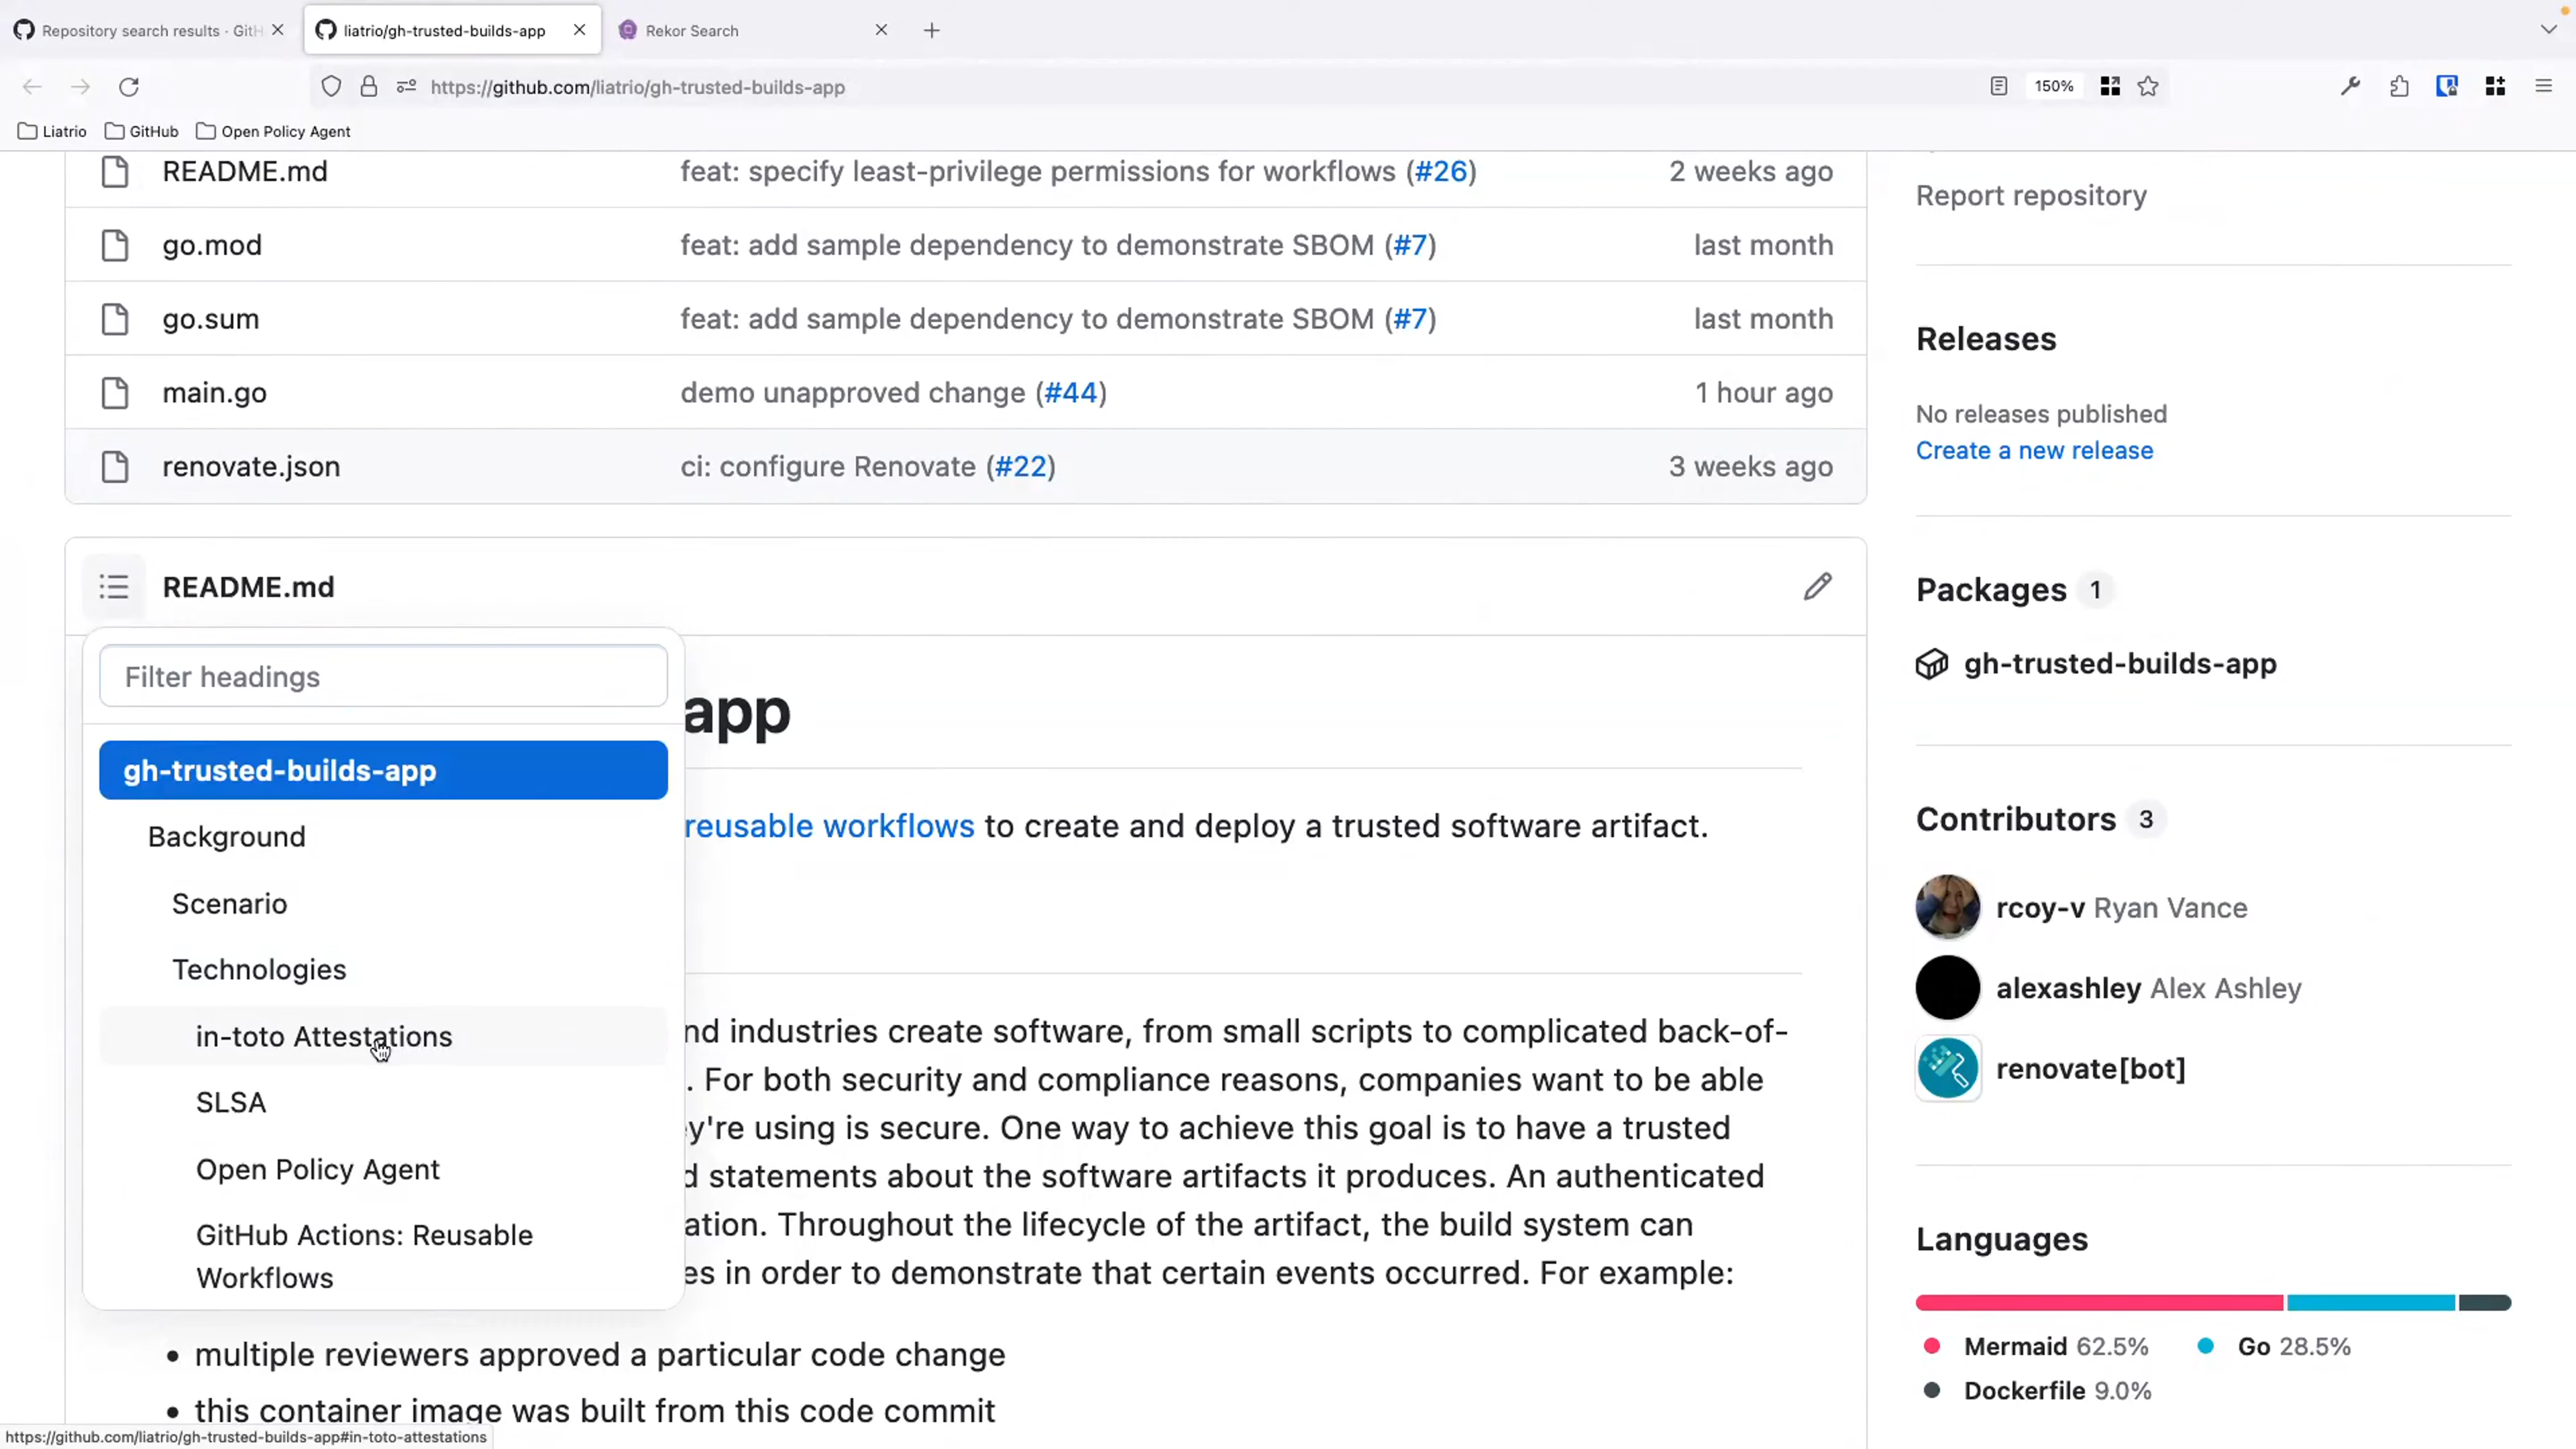 Repository search results · GitH
liatrio/gh-trusted-builds-app
Rekor Search
https://github.com/liatrio/gh-trusted-builds-app
150%
Liatrio
GitHub
Open Policy Agent
README.md
feat: specify least-privilege permissions for workflows (#26)
2 weeks ago
go.mod
feat: add sample dependency to demonstrate SBOM (#7)
last month
go.sum
feat: add sample dependency to demonstrate SBOM (#7)
last month
main.go
demo unapproved change (#44)
1 hour ago
renovate.json
ci: configure Renovate (#22)
3 weeks ago
README.md
Filter headings
gh-trusted-builds-app
Background
Scenario
Technologies
in-toto Attestations
SLSA
Open Policy Agent
GitHub Actions: Reusable
Workflows
app
reusable workflows to create and deploy a trusted software artifact.
nd industries create software, from small scripts to complicated back-of-
. For both security and compliance reasons, companies want to be able
y're using is secure. One way to achieve this goal is to have a trusted
d statements about the software artifacts it produces. An authenticated
ation. Throughout the lifecycle of the artifact, the build system can
es in order to demonstrate that certain events occurred. For example:
• multiple reviewers approved a particular code change
• this container image was built from this code commit
https://github.com/liatrio/gh-trusted-builds-app#in-toto-attestations
Report repository
Releases
No releases published
Create a new release
Packages 1
gh-trusted-builds-app
Contributors 3
rcoy-v Ryan Vance
alexashley Alex Ashley
renovate[bot]
Languages
Mermaid 62.5%
Go 28.5%
Dockerfile 9.0%